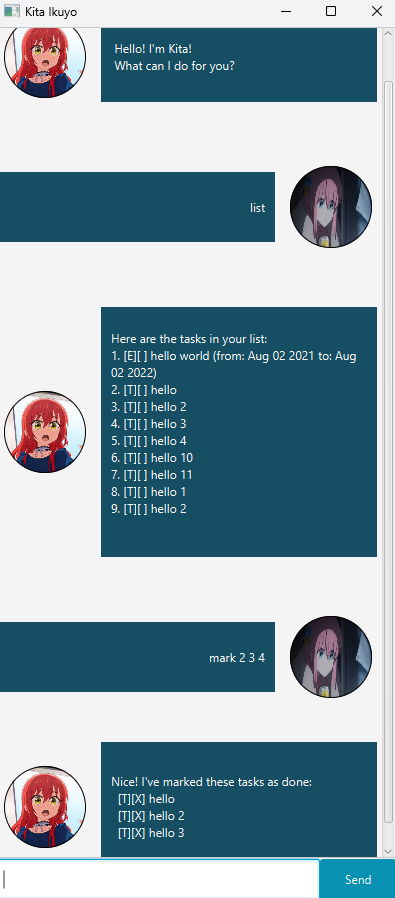 Kita Ikuyo
Hello! I'm Kita!
What can I do for you?
list
Here are the tasks in your list:
1. [E][ ] hello world (from: Aug 02 2021 to: Aug
02 2022)
2. [T][ ] hello
3. [T][ ] hello 2
4. [T][ ] hello 3
5. [T][ ] hello 4
6. [T][ ] hello 10
7. [T][ ] hello 11
8. [T][ ] hello 1
9. [T][ ] hello 2
mark 2 3 4
Nice! I've marked these tasks as done:
[T][X] hello
[T][X] hello 2
[T][X] hello 3
Send